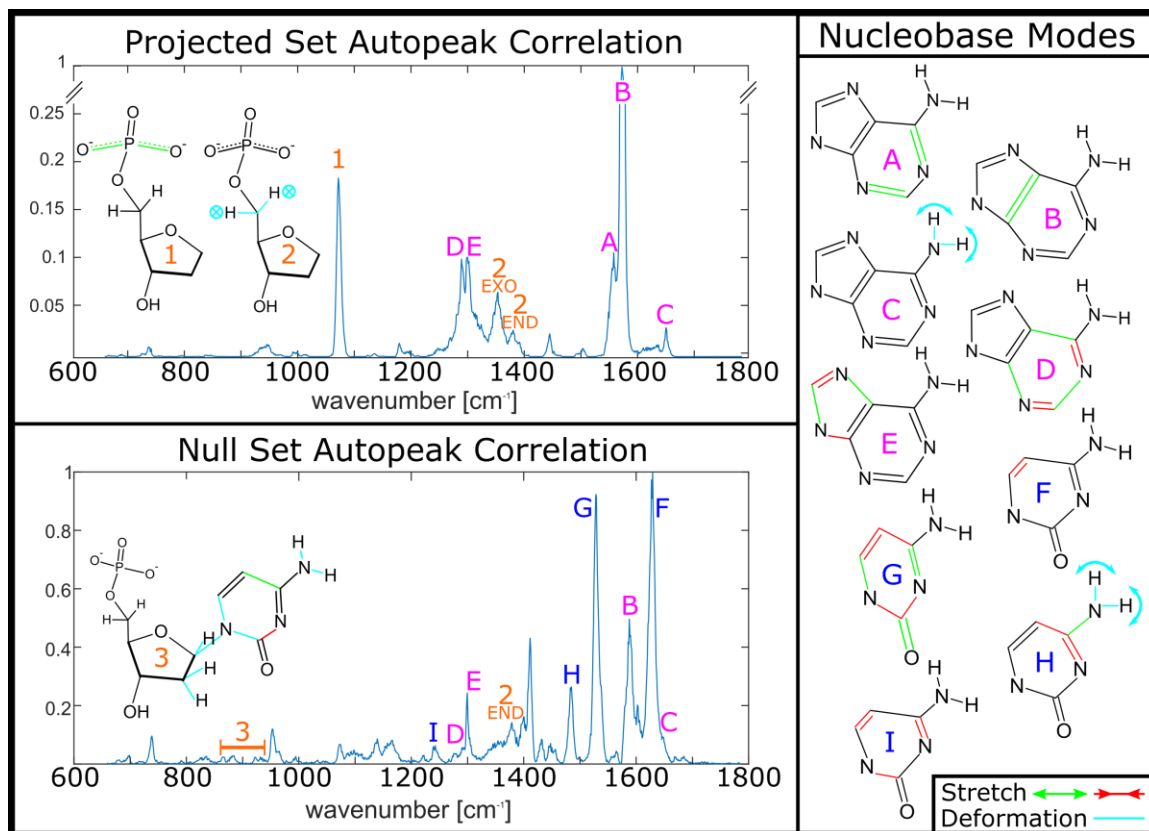 Projected Set Autopeak Correlation
1
0.25
0.2
0.15
0.1
0.05
O
O⁻ P O⁻
O
H
H
O
1
OH
O
O⁻ P O⁻
O
H
H
O
2
OH
1
D E
2
EXO
2
END
A
B
C
600 800 1000 1200 1400 1600 1800
wavenumber [cm⁻¹]
Null Set Autopeak Correlation
1
0.8
0.6
0.4
0.2
O
O⁻ P O⁻
O
H H
O
3
OH
H
H
H
H
N H
N N
O
3
I
D
E
2
END
H
G
B
F
C
600 800 1000 1200 1400 1600 1800
wavenumber [cm⁻¹]
Nucleobase Modes
H
N H
N
N
N
N
A
H
N H
N
N
N
N
B
H
N H
N
N
N
N
C
H
N H
N
N
N
N
D
H
N H
N
N
N
N
E
H
N H
N
N
O
F
H
N H
N
N
O
G
H
N H
N
N
O
H
H
N H
N
N
O
I
Stretch
Deformation